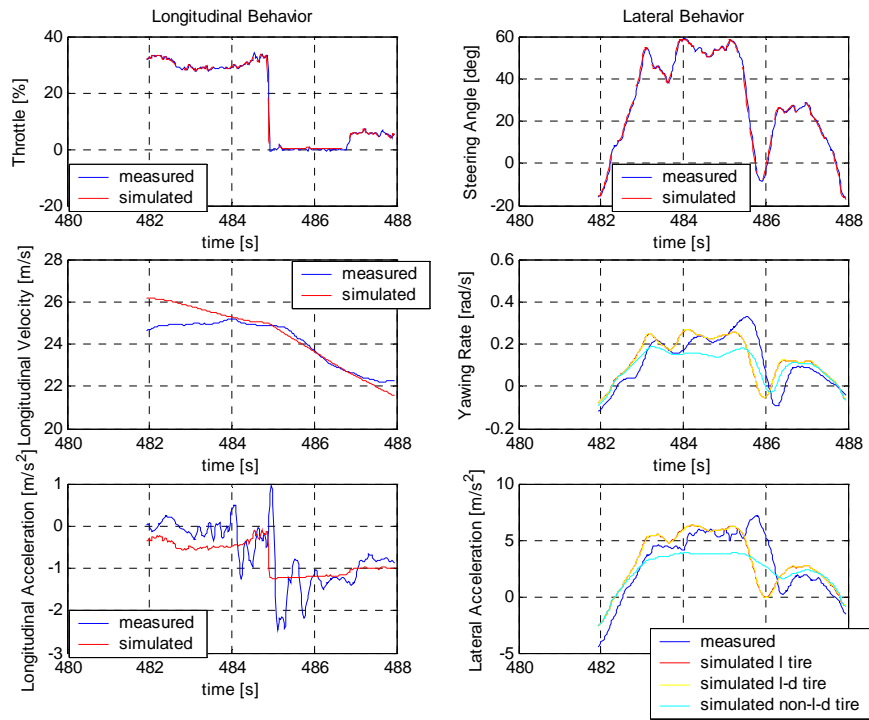 Longitudinal Behavior
Throttle [%]
40
20
0
-20
480 482 484 486 488
measured
simulated
time [s]
Lateral Behavior
Steering Angle [deg]
60
40
20
0
-20
480 482 484 486 488
measured
simulated
time [s]
Longitudinal Velocity [m/s]
28
26
24
22
20
480 482 484 486 488
measured
simulated
time [s]
Yawing Rate [rad/s]
0.6
0.4
0.2
0
-0.2
480 482 484 486 488
time [s]
Longitudinal Acceleration [m/s²]
1
0
-1
-2
-3
480 482 484 486 488
measured
simulated
time [s]
Lateral Acceleration [m/s²]
10
5
0
-5
480 482 484 486 488
measured
simulated l tire
simulated l-d tire
simulated non-l-d tire